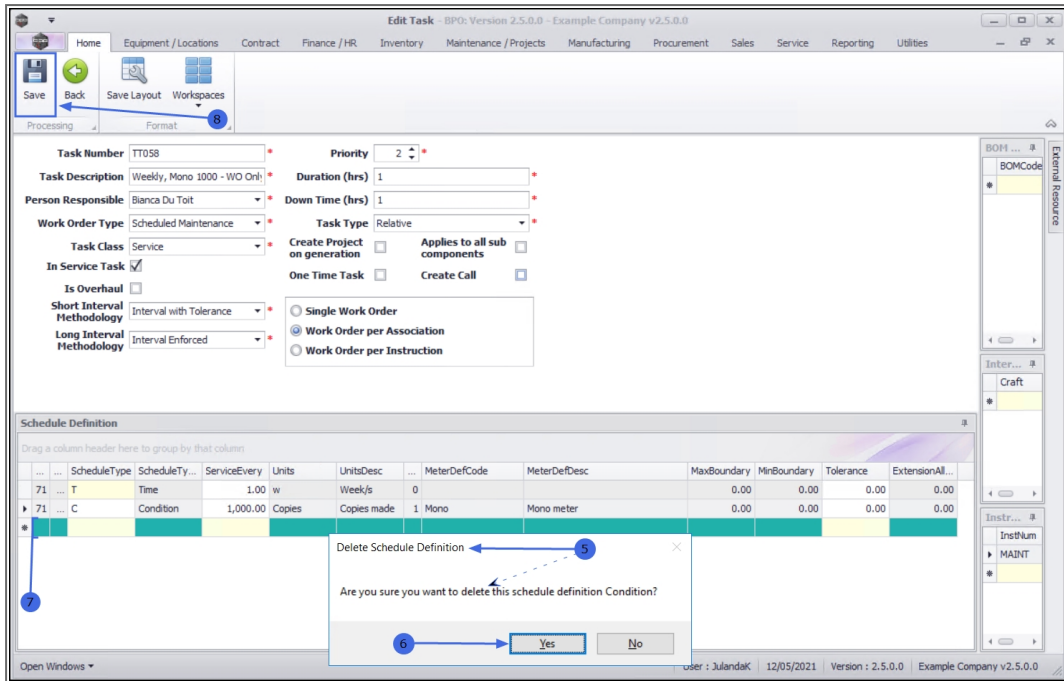 Edit Task - BPO: Version 2.5.0.0 - Example Company v2.5.0.0
Home Equipment / Locations Contract Finance / HR Inventory Maintenance / Projects Manufacturing Procurement Sales Service Reporting Utilities
Save Back Save Layout Workspaces
8
Processing Format
Task Number TT058 * Priority 2 *
Task Description Weekly, Mono 1000 - WO Only * Duration (hrs) 1 *
Person Responsible Bianca Du Toit * Down Time (hrs) 1 *
Work Order Type Scheduled Maintenance * Task Type Relative *
Task Class Service * Create Project on generation Applies to all sub components
In Service Task One Time Task Create Call
Is Overhaul
Short Interval Methodology Interval with Tolerance * Single Work Order
Work Order per Association
Long Interval Methodology Interval Enforced * Work Order per Instruction
BOM ...
BOMCode
External Resource
Inter...
Craft
Instr...
InstNum
MAINT
Schedule Definition
Drag a column header here to group by that column
... ... ScheduleType ScheduleTy... ServiceEvery Units UnitsDesc ... MeterDefCode MeterDefDesc MaxBoundary MinBoundary Tolerance ExtensionAll...
71 ... T Time 1.00 w Week/s 0 0.00 0.00 0.00 0.00
71 ... C Condition 1,000.00 Copies Copies made 1 Mono Mono meter 0.00 0.00 0.00 0.00
7
Delete Schedule Definition
5
Are you sure you want to delete this schedule definition Condition?
6
Yes No
Open Windows User : JulandaK 12/05/2021 Version : 2.5.0.0 Example Company v2.5.0.0